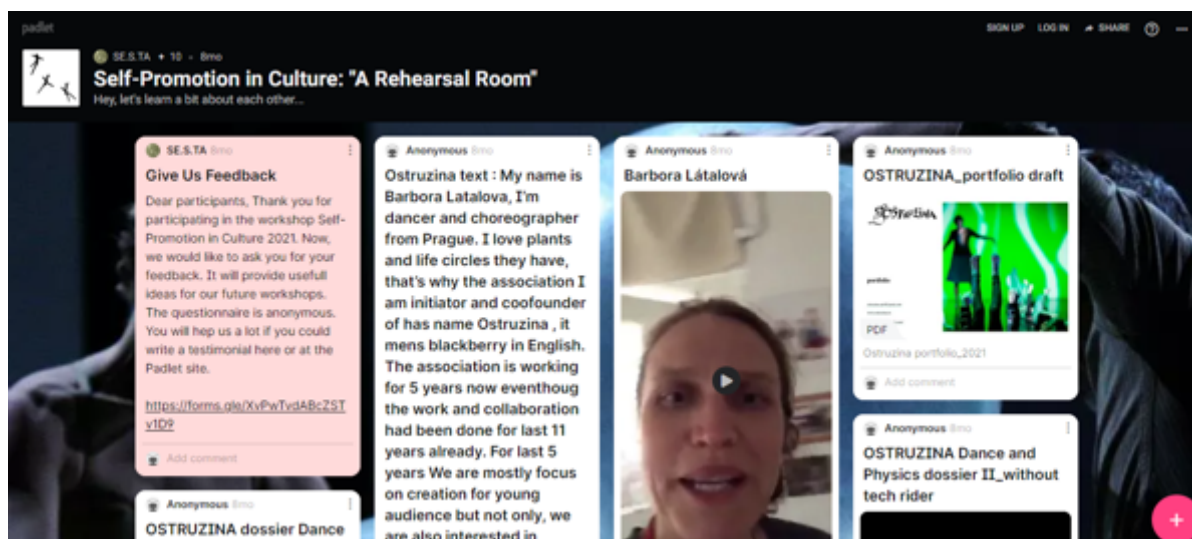 padlet
SIGN UP LOG IN SHARE
SE.S.TA + 10 • 8mo
Self-Promotion in Culture: "A Rehearsal Room"
Hey, let's learn a bit about each other...
SE.S.TA 8mo
Give Us Feedback
Dear participants, Thank you for
participating in the workshop Self-
Promotion in Culture 2021. Now,
we would like to ask you for your
feedback. It will provide usefull
ideas for our future workshops.
The questionnaire is anonymous.
You will hep us a lot if you could
write a testimonial here or at the
Padlet site.
https://forms.gle/XvPwTvdABcZST
v1D9
Add comment
Anonymous 8mo
OSTRUZINA dossier Dance
Anonymous 8mo
Ostruzina text : My name is
Barbora Latalova, I'm
dancer and choreographer
from Prague. I love plants
and life circles they have,
that's why the association I
am initiator and coofounder
of has name Ostruzina , it
mens blackberry in English.
The association is working
for 5 years now eventhoug
the work and collaboration
had been done for last 11
years already. For last 5
years We are mostly focus
on creation for young
audience but not only, we
are also interested in
Anonymous 8mo
Barbora Látalová
Anonymous 8mo
OSTRUZINA_portfolio draft
portfolio
PDF
Ostruzina portfolio_2021
Add comment
Anonymous 8mo
OSTRUZINA Dance and
Physics dossier II_without
tech rider